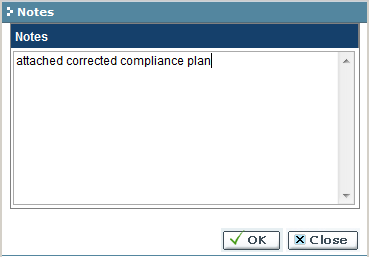 Notes
Notes
attached corrected compliance plan
OK
Close